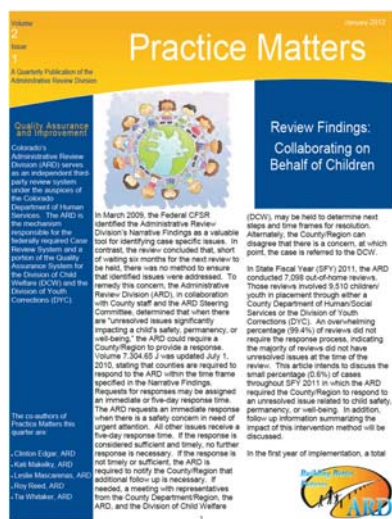 Volume
2
Issue
1
A Quarterly Publication of the
Administrative Review Division
January 2012
Practice Matters
Quality Assurance
and Improvement
Colorado's
Administrative Review
Division (ARD) serves
as an independent third-
party review system
under the auspices of
the Colorado
Department of Human
Services. The ARD is
the mechanism
responsible for the
federally required Case
Review System and a
portion of the Quality
Assurance System for
the Division of Child
Welfare (DCW) and the
Division of Youth
Corrections (DYC).
The co-authors of
Practice Matters this
quarter are:
Clinton Edgar, ARD
Kati Makelky, ARD
Leslie Mascarenas, ARD
Roy Reed, ARD
Tia Whitaker, ARD
Review Findings:
Collaborating on
Behalf of Children
In March 2009, the Federal CFSR
identified the Administrative Review
Division's Narrative Findings as a valuable
tool for identifying case specific issues. In
contrast, the review concluded that, short
of waiting six months for the next review to
be held, there was no method to ensure
that identified issues were addressed. To
remedy this concern, the Administrative
Review Division (ARD), in collaboration
with County staff and the ARD Steering
Committee, determined that when there
are "unresolved issues significantly
impacting a child's safety, permanency, or
well-being," the ARD could require a
County/Region to provide a response.
Volume 7.304.65 J was updated July 1,
2010, stating that counties are required to
respond to the ARD within the time frame
specified in the Narrative Findings.
Requests for responses may be assigned
an immediate or five-day response time.
The ARD requests an immediate response
when there is a safety concern in need of
urgent attention. All other issues receive a
five-day response time. If the response is
considered sufficient and timely, no further
response is necessary. If the response is
not timely or sufficient, the ARD is
required to notify the County/Region that
additional follow up is necessary. If
needed, a meeting with representatives
from the County Department/Region, the
ARD, and the Division of Child Welfare
(DCW), may be held to determine next
steps and time frames for resolution.
Alternately, the County/Region can
disagree that there is a concern, at which
point, the case is referred to the DCW.
In State Fiscal Year (SFY) 2011, the ARD
conducted 7,098 out-of-home reviews.
Those reviews involved 9,510 children/
youth in placement through either a
County Department of Human/Social
Services or the Division of Youth
Corrections (DYC). An overwhelming
percentage (99.4%) of reviews did not
require the response process, indicating
the majority of reviews did not have
unresolved issues at the time of the
review. This article intends to discuss the
small percentage (0.6%) of cases
throughout SFY 2011 in which the ARD
required the County/Region to respond to
an unresolved issue related to child safety,
permanency, or well-being. In addition,
follow up information summarizing the
impact of this intervention method will be
discussed.
In the first year of implementation, a total
ARD